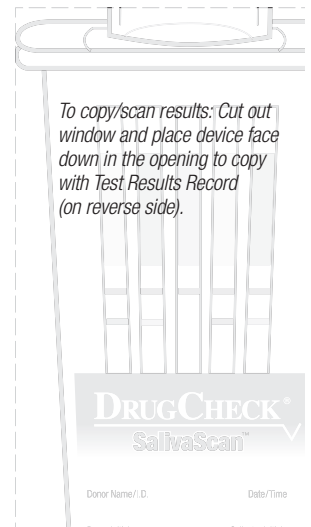 To copy/scan results: Cut out
window and place device face
down in the opening to copy
with Test Results Record
(on reverse side).
DRUGCHECK®
SalivaScan™
Donor Name/I.D. Date/Time